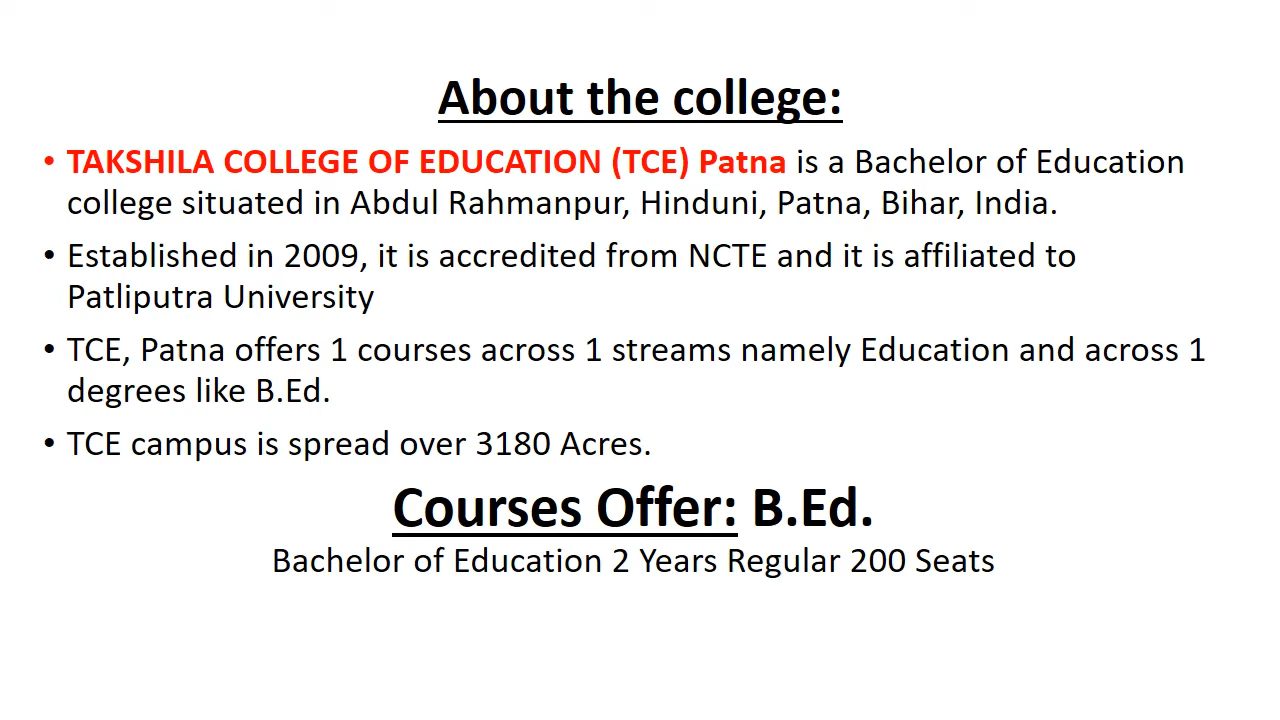 About the college:
• TAKSHILA COLLEGE OF EDUCATION (TCE) Patna is a Bachelor of Education
college situated in Abdul Rahmanpur, Hinduni, Patna, Bihar, India.
• Established in 2009, it is accredited from NCTE and it is affiliated to
Patliputra University
• TCE, Patna offers 1 courses across 1 streams namely Education and across 1
degrees like B.Ed.
• TCE campus is spread over 3180 Acres.
Courses Offer: B.Ed.
Bachelor of Education 2 Years Regular 200 Seats